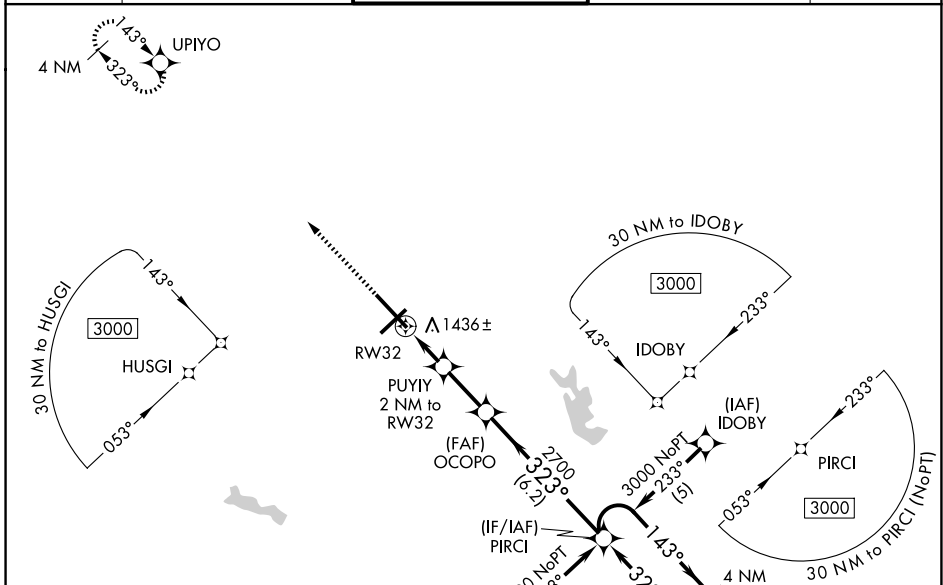 143°
UPIYO
4 NM
323°
30 NM to IDOBY
3000
143°
233°
IDOBY
30 NM to HUSGI
143°
3000
HUSGI
053°
1436±
RW32
PUYIY
2 NM to
RW32
(FAF)
OCOPO
2700
323°
(6.2)
(IAF)
IDOBY
3000 NoPT
233°
(5)
233°
PIRCI
053°
3000
30 NM to PIRCI (NoPT)
(IF/IAF)
PIRCI
143°
4 NM
NoPT